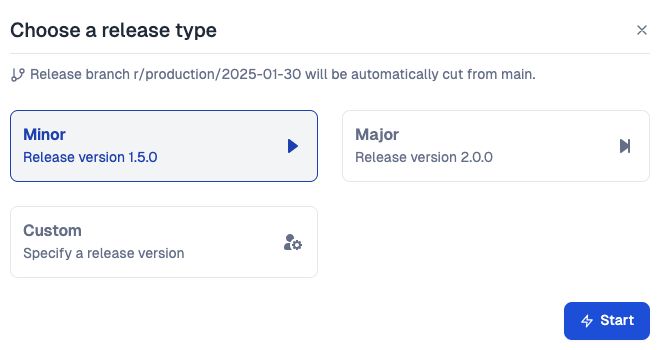 Choose a release type
Release branch r/production/2025-01-30 will be automatically cut from main.
Minor
Release version 1.5.0
Major
Release version 2.0.0
Custom
Specify a release version
Start